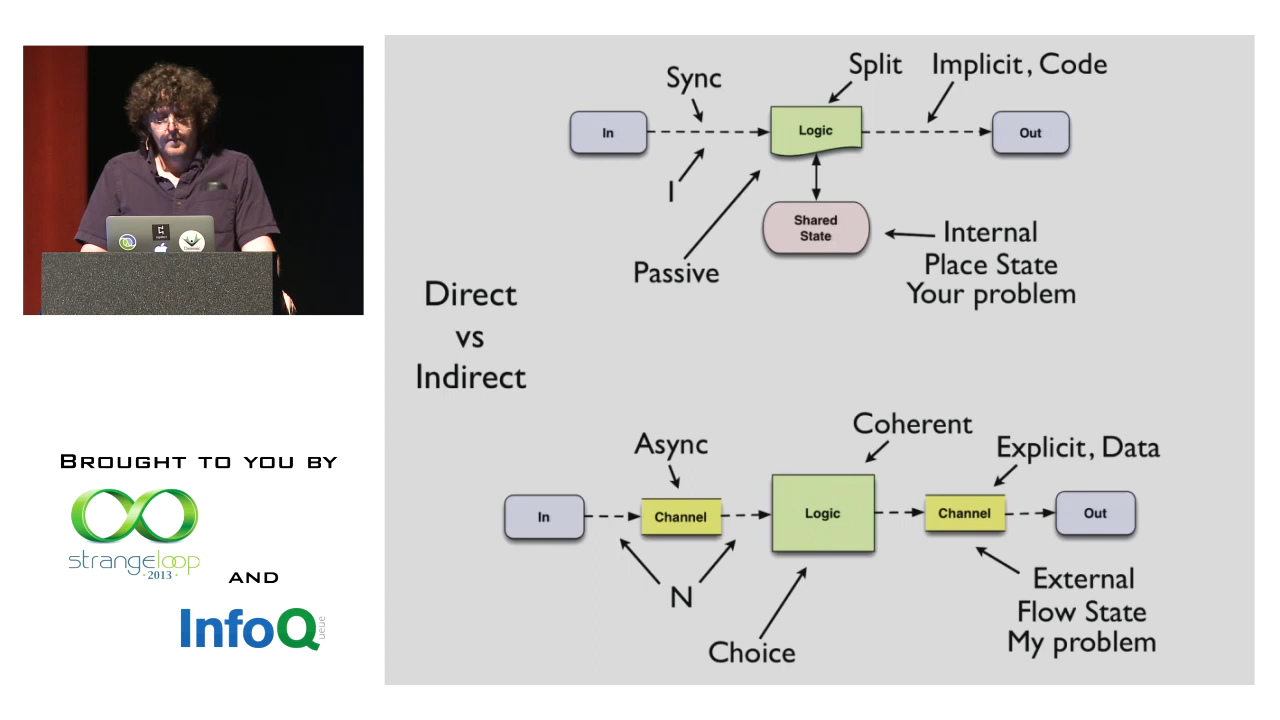 Sync
Split
Implicit, Code
In
Logic
Out
I
Shared
State
Passive
Internal
Place State
Your problem
Direct
vs
Indirect
Async
Coherent
Explicit, Data
In
Channel
Logic
Channel
Out
N
Choice
External
Flow State
My problem
BROUGHT TO YOU BY
strangeloop
·2013·
AND
InfoQ
ueue